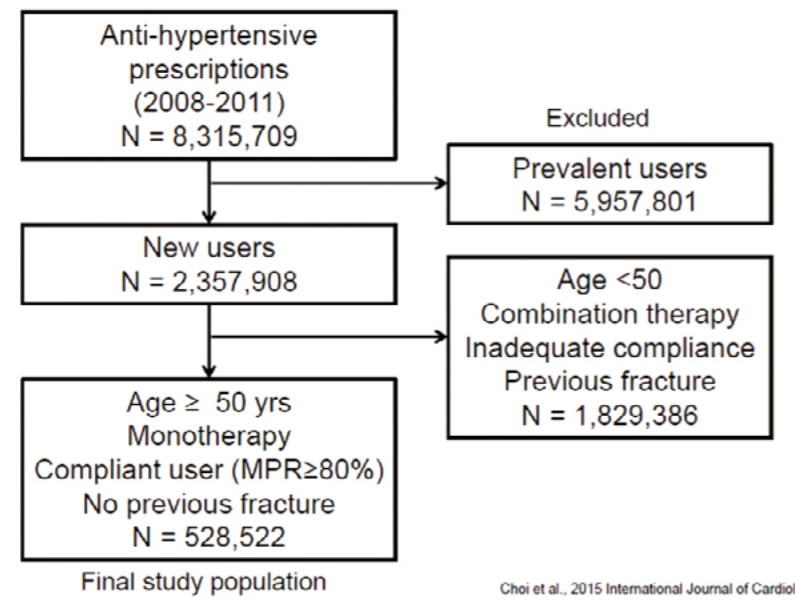 Anti-hypertensive
prescriptions
(2008-2011)
N = 8,315,709
Excluded
Prevalent users
N = 5,957,801
New users
N = 2,357,908
Age <50
Combination therapy
Inadequate compliance
Previous fracture
N = 1,829,386
Age ≥ 50 yrs
Monotherapy
Compliant user (MPR≥80%)
No previous fracture
N = 528,522
Final study population
Choi et al., 2015 International Journal of Cardiol